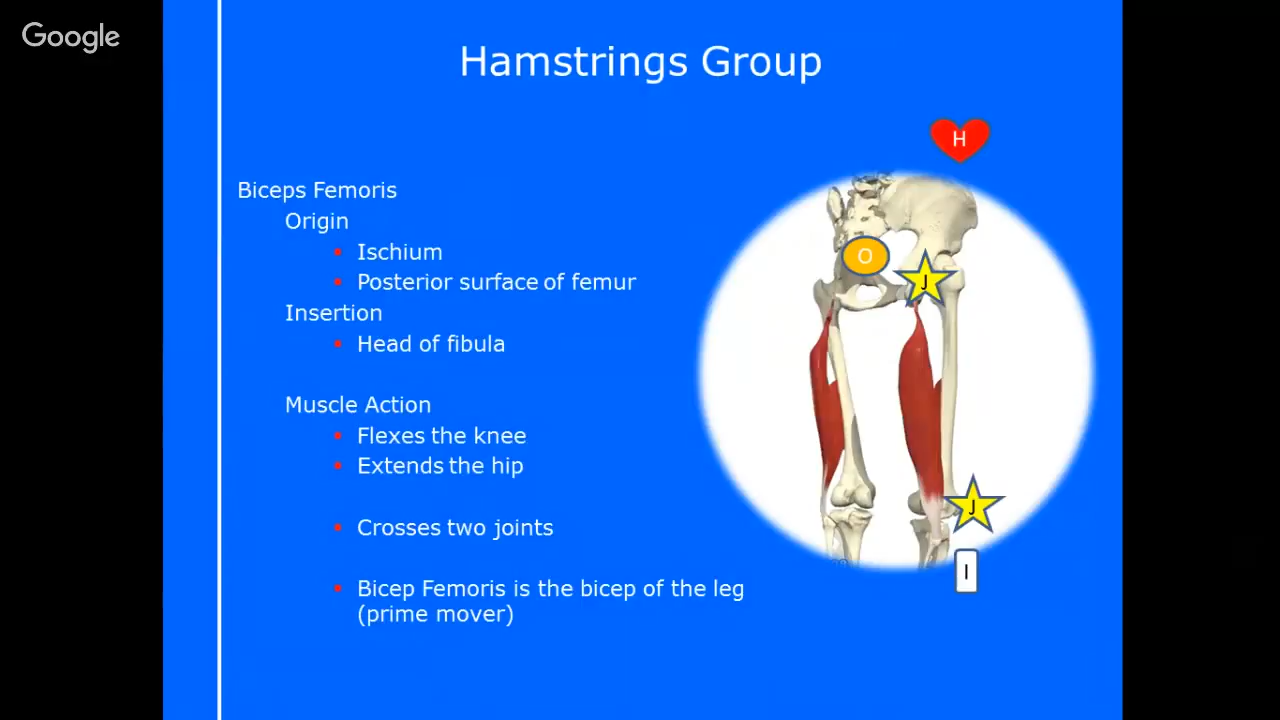 Google
Hamstrings Group
H
Biceps Femoris
Origin
Ischium
Posterior surface of femur
Insertion
Head of fibula
Muscle Action
Flexes the knee
Extends the hip
Crosses two joints
Bicep Femoris is the bicep of the leg
(prime mover)
O
J
J
I